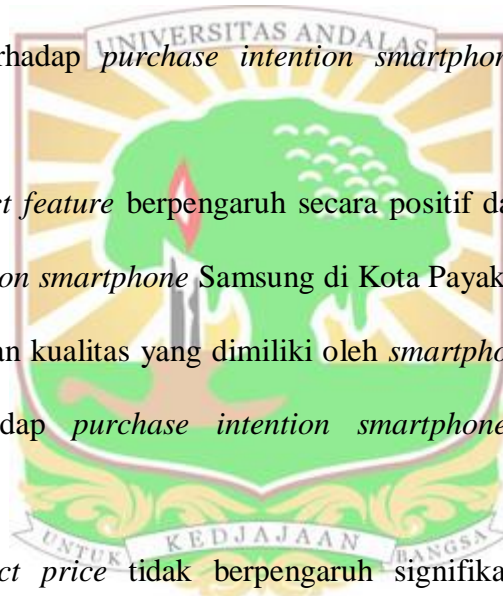 UNIVERSITAS ANDALAS
rhadap purchase intention smartphon
ct feature berpengaruh secara positif da
on smartphone Samsung di Kota Payak
an kualitas yang dimiliki oleh smartpho
dap purchase intention smartphone
UNTUK KEDJAJAAN BANGSA
ct price tidak berpengaruh signifika